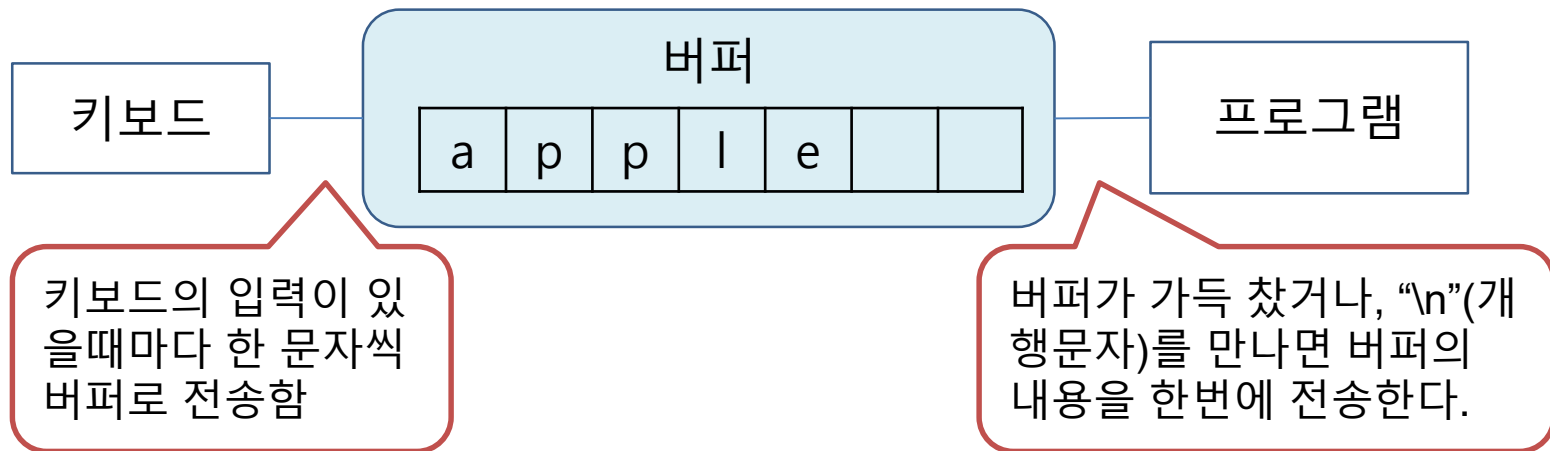 버퍼
키보드
a p p l e
프로그램
키보드의 입력이 있
을때마다 한 문자씩
버퍼로 전송함
버퍼가 가득 찼거나, “\n”(개
행문자)를 만나면 버퍼의
내용을 한번에 전송한다.